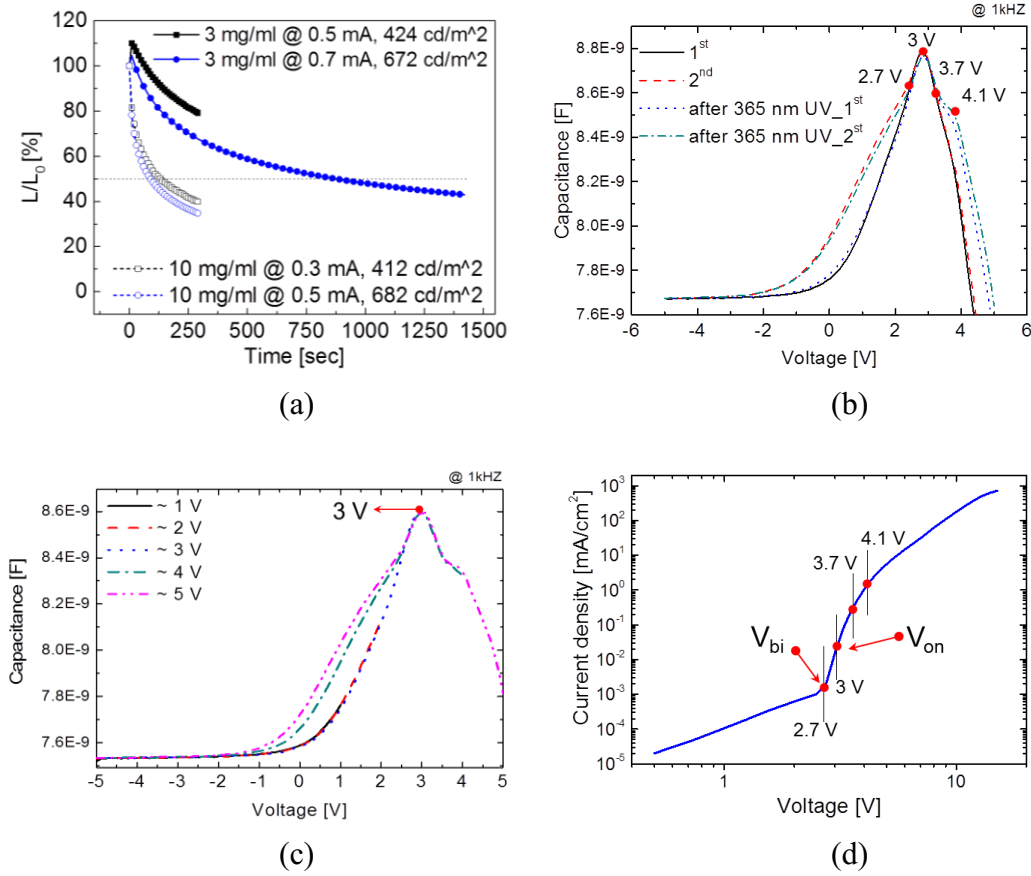 120
100
80
60
40
20
0
L/L0 [%]
3 mg/ml @ 0.5 mA, 424 cd/m^2
3 mg/ml @ 0.7 mA, 672 cd/m^2
10 mg/ml @ 0.3 mA, 412 cd/m^2
10 mg/ml @ 0.5 mA, 682 cd/m^2
0 250 500 750 1000 1250 1500
Time [sec]
(a)
@ 1kHZ
8.8E-9
8.6E-9
8.4E-9
8.2E-9
8.0E-9
7.8E-9
7.6E-9
Capacitance [F]
1st
2nd
after 365 nm UV_1st
after 365 nm UV_2st
3 V
2.7 V
3.7 V
4.1 V
-6 -4 -2 0 2 4 6
Voltage [V]
(b)
@ 1kHZ
8.6E-9
8.4E-9
8.2E-9
8.0E-9
7.8E-9
7.6E-9
Capacitance [F]
~ 1 V
~ 2 V
~ 3 V
~ 4 V
~ 5 V
3 V
-5 -4 -3 -2 -1 0 1 2 3 4 5
Voltage [V]
(c)
10^3
10^2
10^1
10^0
10^-1
10^-2
10^-3
10^-4
10^-5
Current density [mA/cm^2]
4.1 V
3.7 V
Vbi
Von
3 V
2.7 V
1 10
Voltage [V]
(d)